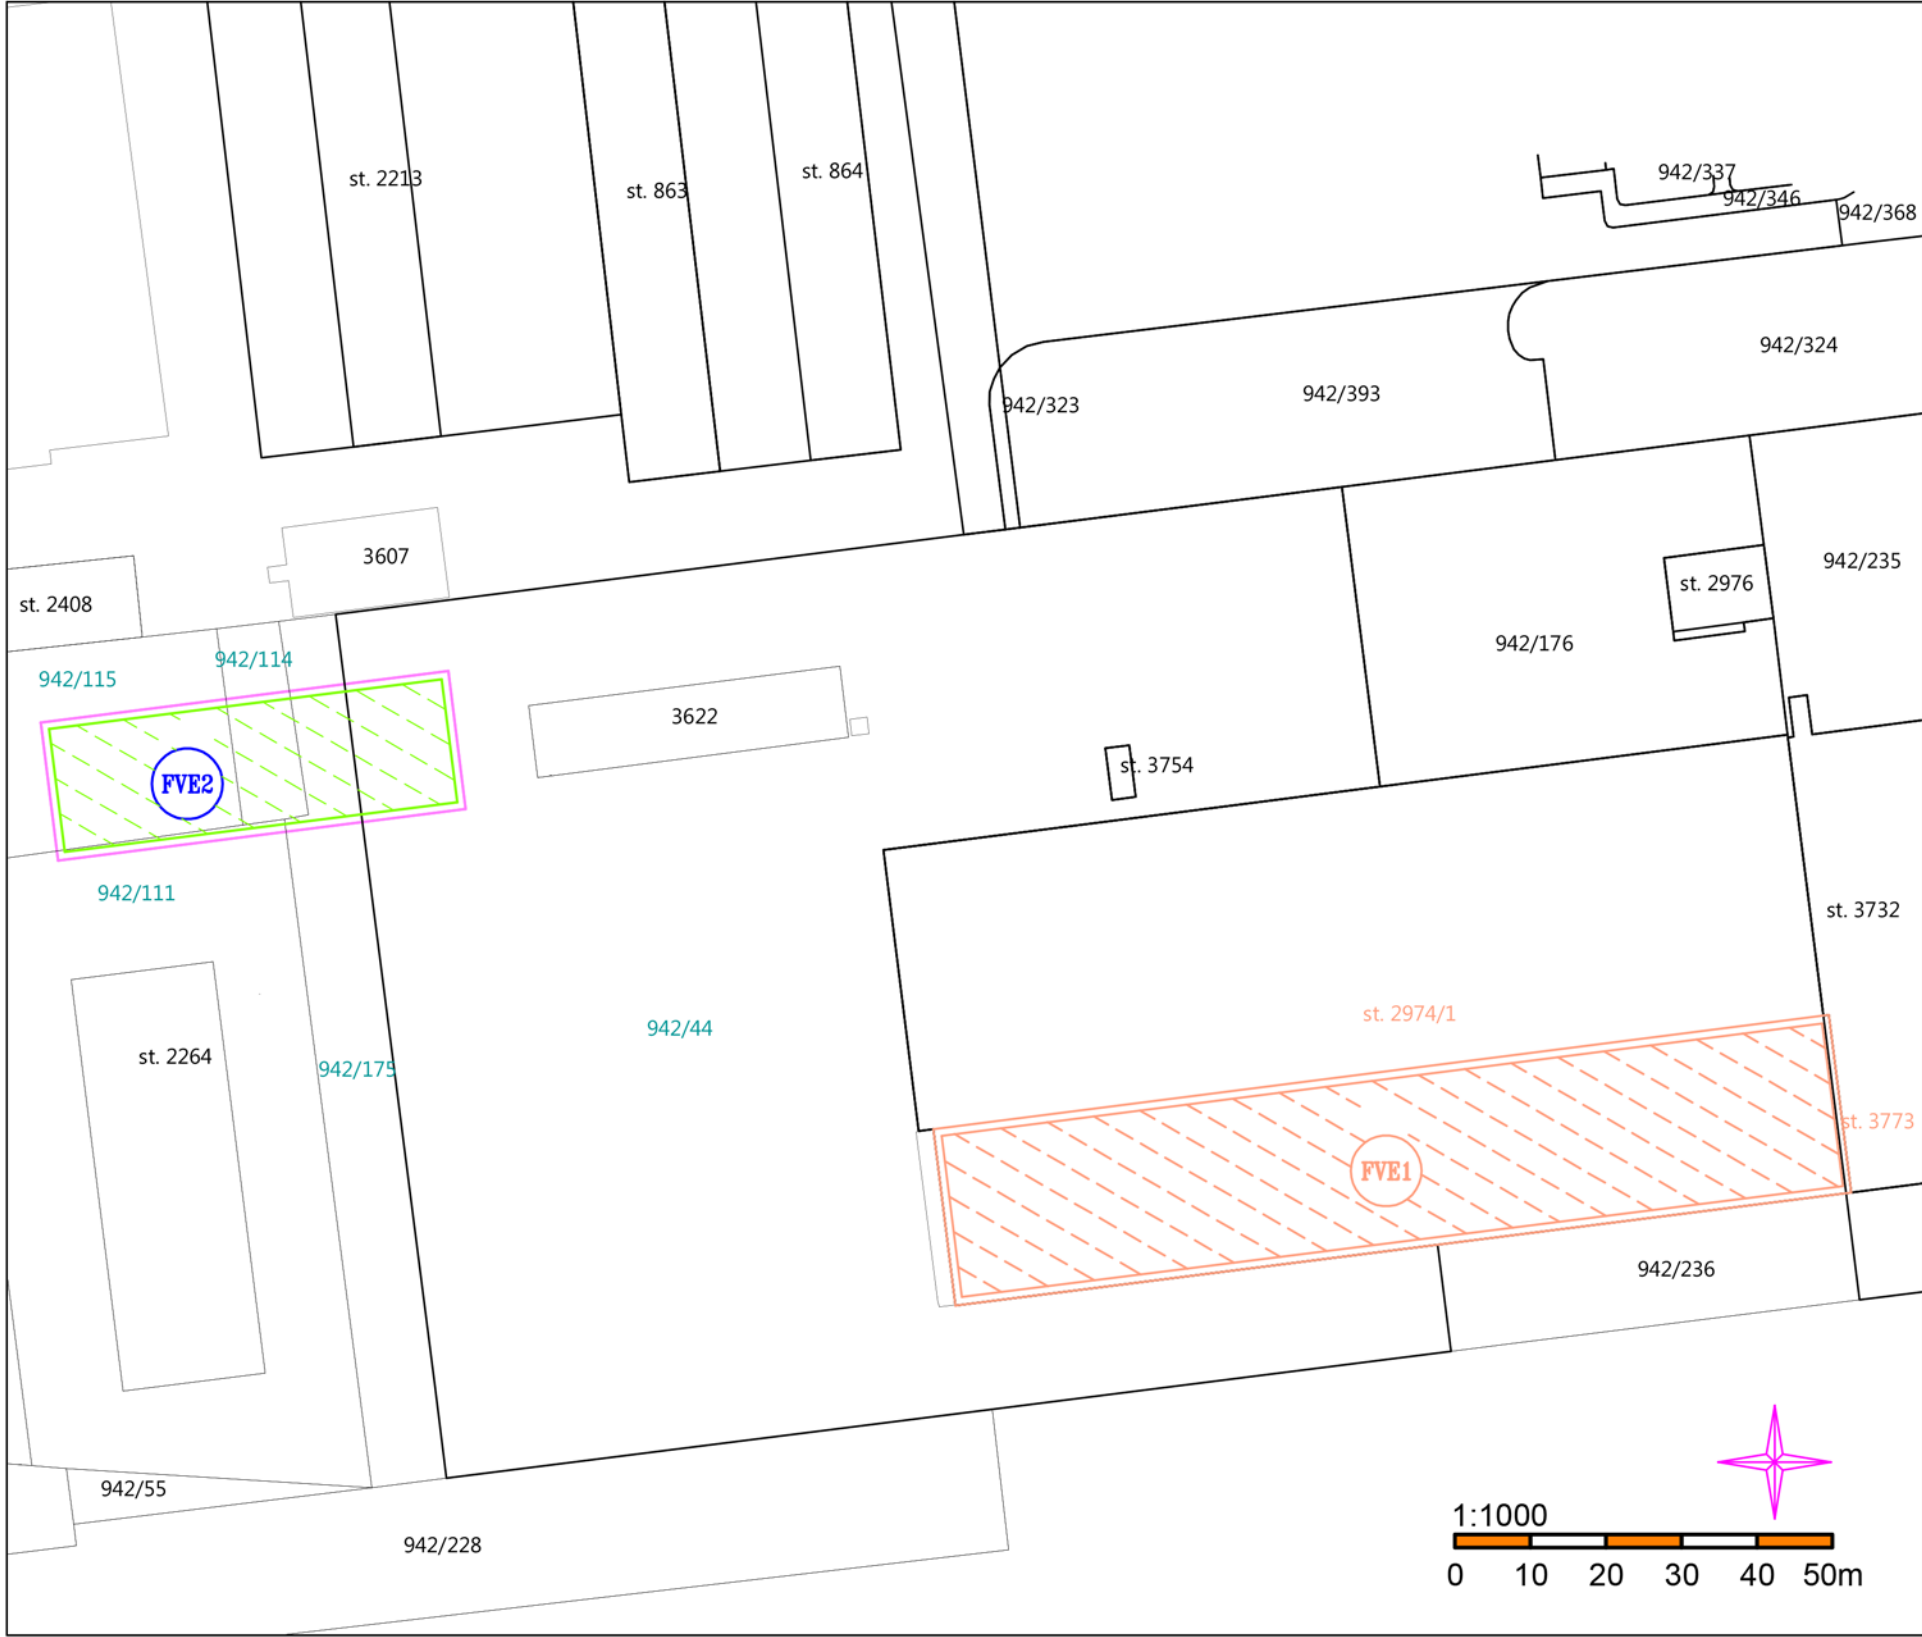 942/337
st. 864
st. 2213
st. 863
942/346
942/368
942/324
942/393
942/323
3607
942/235
st. 2976
st. 2408
942/176
942/114
942/115
3622
st. 3754
FVE2
942/111
st. 3732
st. 2974/1
942/44
st. 2264
942/175
st. 3773
FVE1
942/236
942/55
1:1000
942/228
0 10 20 30 40 50m